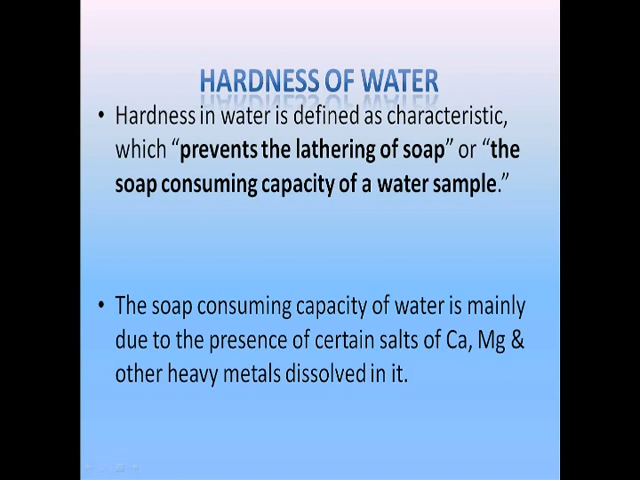 HARDNESS OF WATER
• Hardness in water is defined as characteristic,
which “prevents the lathering of soap” or “the
soap consuming capacity of a water sample.”
• The soap consuming capacity of water is mainly
due to the presence of certain salts of Ca, Mg &
other heavy metals dissolved in it.